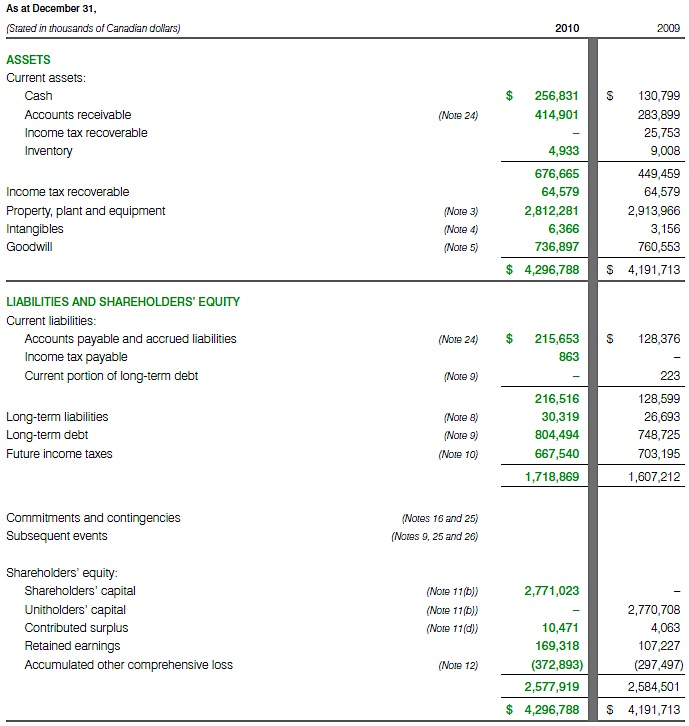 As at December 31,
(Stated in thousands of Canadian dollars) 2010 2009
ASSETS
Current assets:
Cash $ 256,831 $ 130,799
Accounts receivable (Note 24) 414,901 283,899
Income tax recoverable – 25,753
Inventory 4,933 9,008
676,665 449,459
Income tax recoverable 64,579 64,579
Property, plant and equipment (Note 3) 2,812,281 2,913,966
Intangibles (Note 4) 6,366 3,156
Goodwill (Note 5) 736,897 760,553
$ 4,296,788 $ 4,191,713
LIABILITIES AND SHAREHOLDERS' EQUITY
Current liabilities:
Accounts payable and accrued liabilities (Note 24) $ 215,653 $ 128,376
Income tax payable 863 –
Current portion of long-term debt (Note 9) – 223
216,516 128,599
Long-term liabilities (Note 8) 30,319 26,693
Long-term debt (Note 9) 804,494 748,725
Future income taxes (Note 10) 667,540 703,195
1,718,869 1,607,212
Commitments and contingencies (Notes 16 and 25)
Subsequent events (Notes 9, 25 and 26)
Shareholders' equity:
Shareholders' capital (Note 11(b)) 2,771,023 –
Unitholders' capital (Note 11(b)) – 2,770,708
Contributed surplus (Note 11(d)) 10,471 4,063
Retained earnings 169,318 107,227
Accumulated other comprehensive loss (Note 12) (372,893) (297,497)
2,577,919 2,584,501
$ 4,296,788 $ 4,191,713